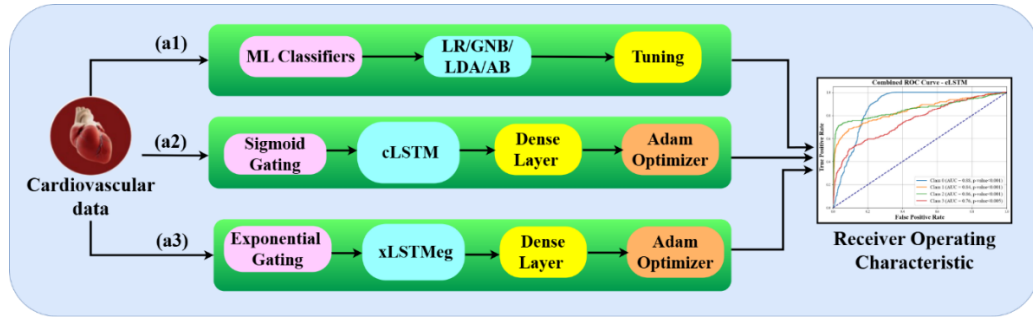 (a1)
ML Classifiers
LR/GNB/
LDA/AB
Tuning
(a2)
Sigmoid
Gating
cLSTM
Dense
Layer
Adam
Optimizer
Cardiovascular
data
(a3)
Exponential
Gating
xLSTMeg
Dense
Layer
Adam
Optimizer
Combined ROC Curve - cLSTM
True Positive Rate
False Positive Rate
Receiver Operating
Characteristic